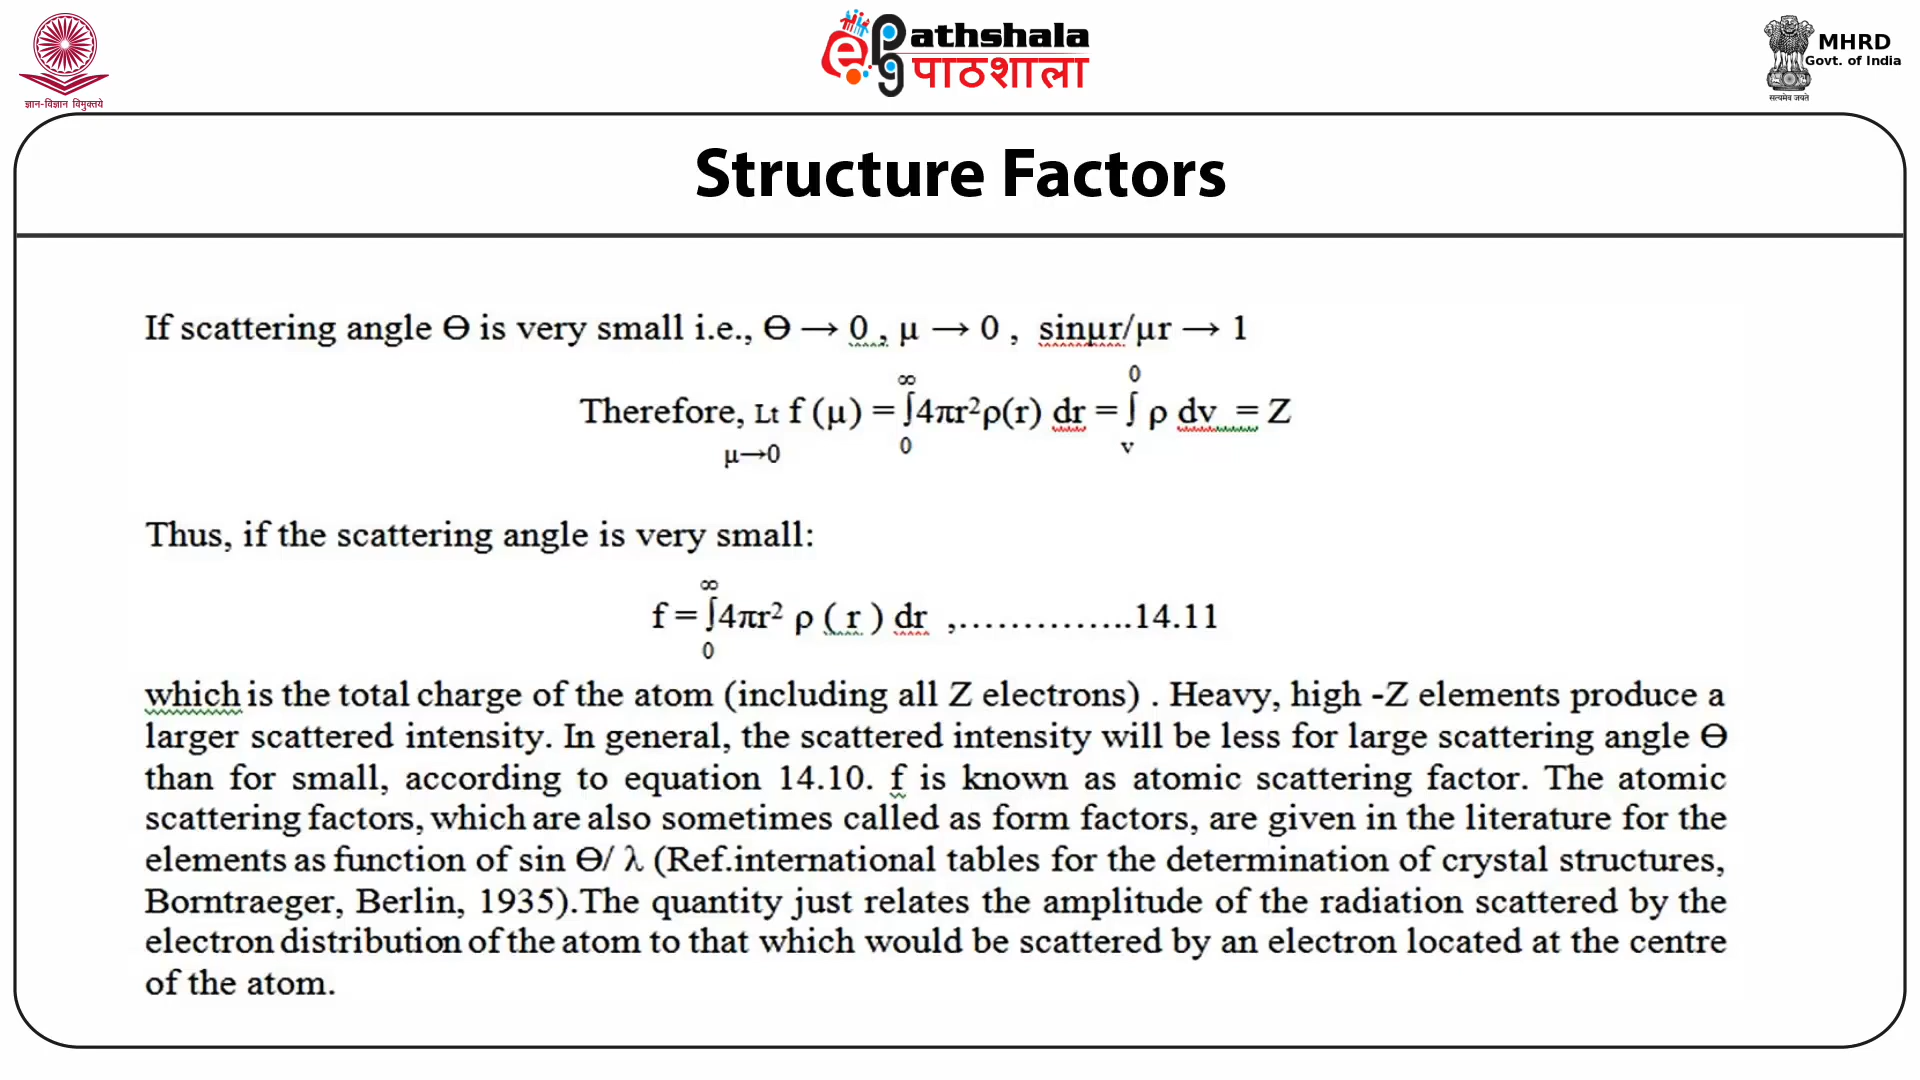 ज्ञान-विज्ञान विमुक्तये
ePathshala
पाठशाला
MHRD
Govt. of India
सत्यमेव जयते
Structure Factors
If scattering angle Ɵ is very small i.e., Ɵ → 0 , μ → 0 , sinμr/μr → 1
∞ 0
Therefore, Lt f (μ) = ∫4πr²ρ(r) dr = ∫ ρ dv = Z
μ→0 0 v
Thus, if the scattering angle is very small:
∞
f = ∫4πr² ρ ( r ) dr ,…………..14.11
0
which is the total charge of the atom (including all Z electrons) . Heavy, high -Z elements produce a
larger scattered intensity. In general, the scattered intensity will be less for large scattering angle Ɵ
than for small, according to equation 14.10. f is known as atomic scattering factor. The atomic
scattering factors, which are also sometimes called as form factors, are given in the literature for the
elements as function of sin Ɵ/ λ (Ref.international tables for the determination of crystal structures,
Borntraeger, Berlin, 1935).The quantity just relates the amplitude of the radiation scattered by the
electron distribution of the atom to that which would be scattered by an electron located at the centre
of the atom.